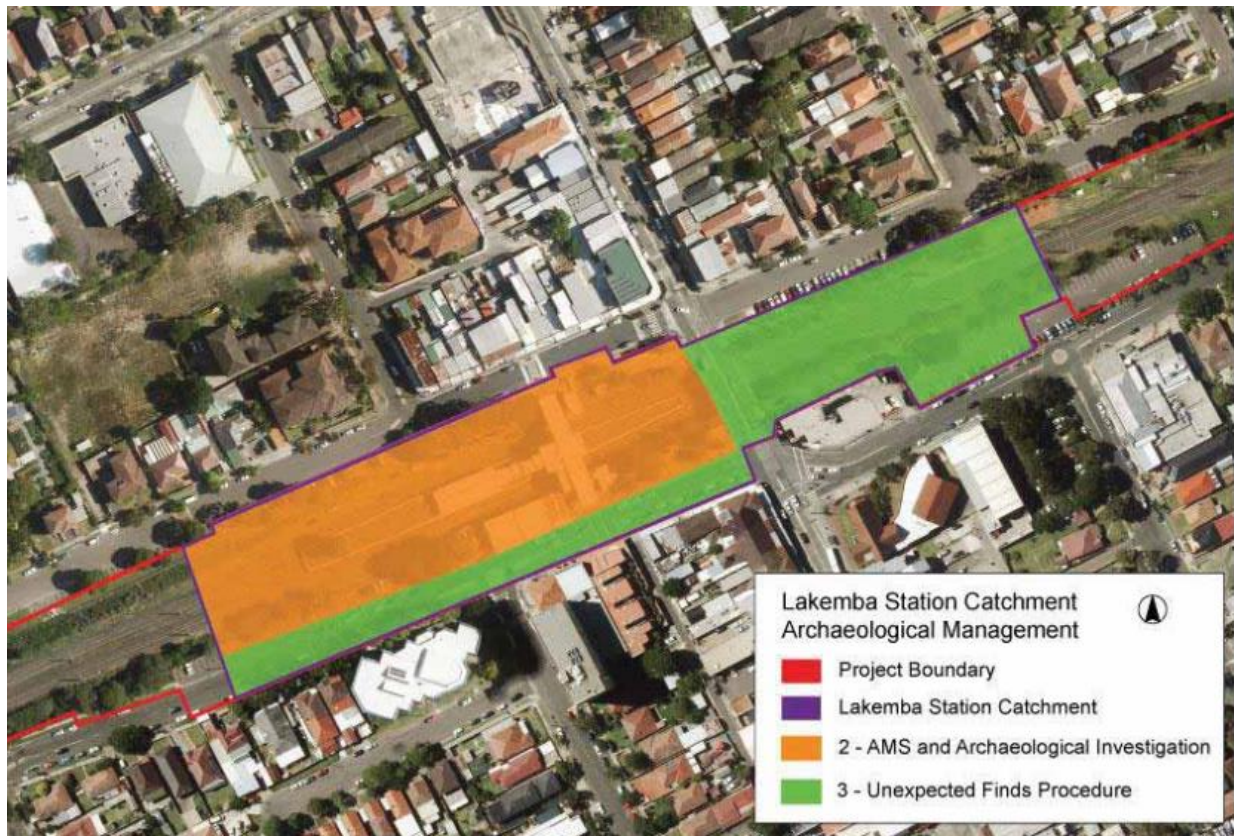 Lakemba Station Catchment
Archaeological Management
Project Boundary
Lakemba Station Catchment
2 - AMS and Archaeological Investigation
3 - Unexpected Finds Procedure